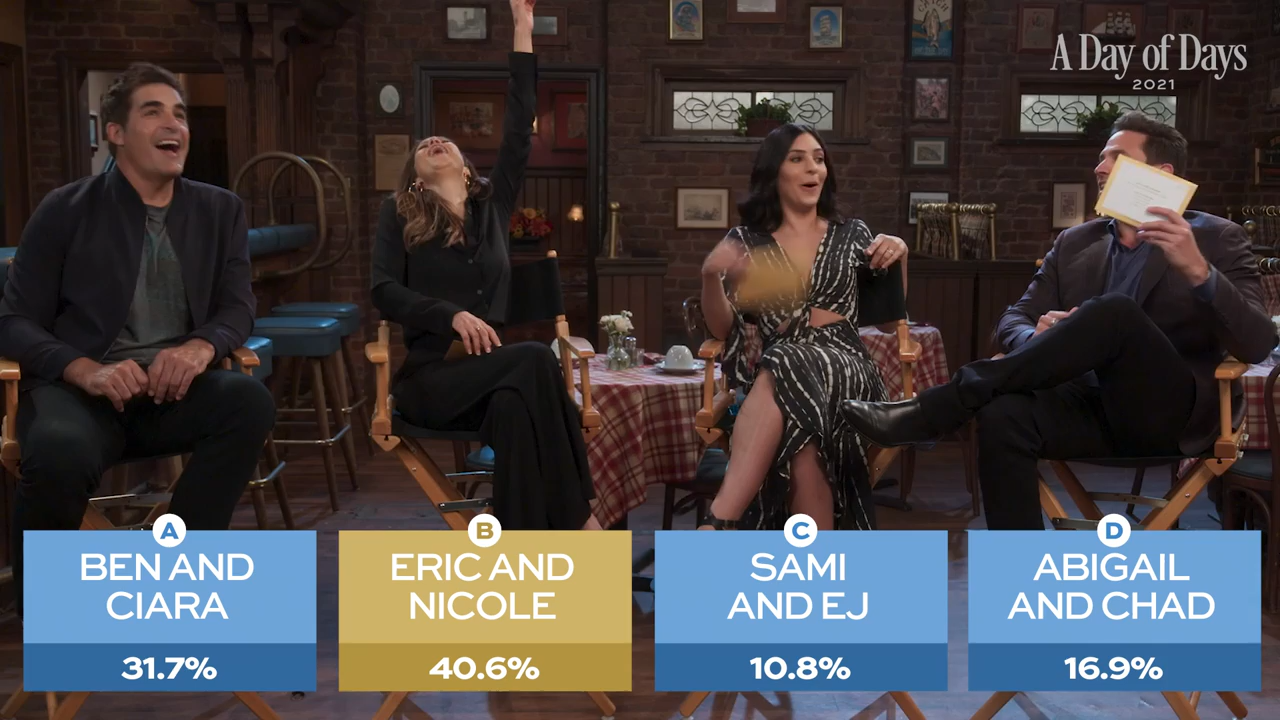 A Day of Days
2021
A
BEN AND
CIARA
31.7%
B
ERIC AND
NICOLE
40.6%
C
SAMI
AND EJ
10.8%
D
ABIGAIL
AND CHAD
16.9%